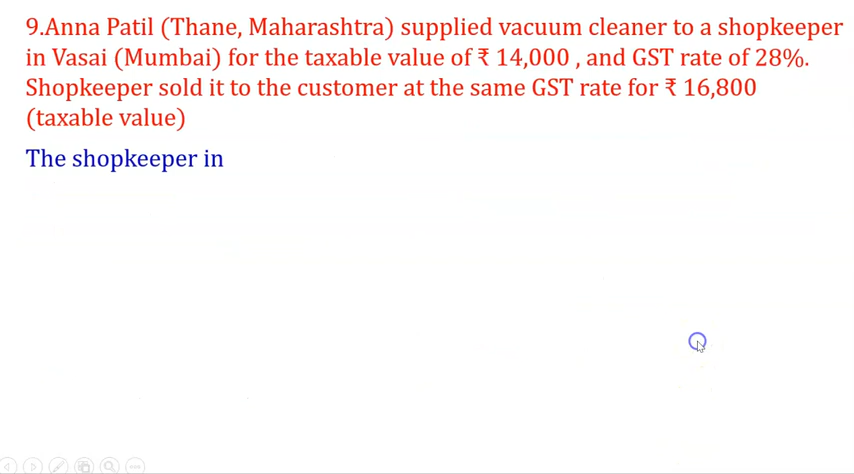 9.Anna Patil (Thane, Maharashtra) supplied vacuum cleaner to a shopkeeper
in Vasai (Mumbai) for the taxable value of ₹ 14,000 , and GST rate of 28%.
Shopkeeper sold it to the customer at the same GST rate for ₹ 16,800
(taxable value)
The shopkeeper in